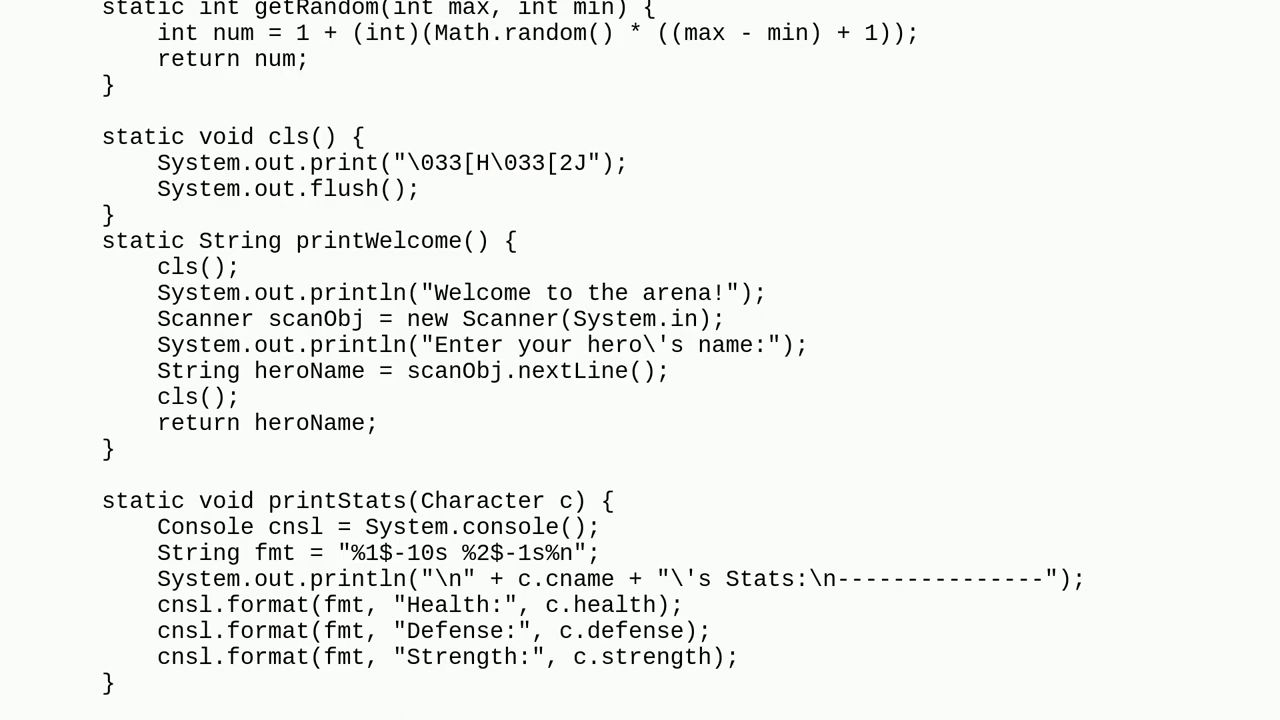 static int getRandom(int max, int min) {
    int num = 1 + (int)(Math.random() * ((max - min) + 1));
    return num;
}

static void cls() {
    System.out.print("\033[H\033[2J");
    System.out.flush();
}
static String printWelcome() {
    cls();
    System.out.println("Welcome to the arena!");
    Scanner scanObj = new Scanner(System.in);
    System.out.println("Enter your hero\'s name:");
    String heroName = scanObj.nextLine();
    cls();
    return heroName;
}

static void printStats(Character c) {
    Console cnsl = System.console();
    String fmt = "%1$-10s %2$-1s%n";
    System.out.println("\n" + c.cname + "\'s Stats:\n---------------");
    cnsl.format(fmt, "Health:", c.health);
    cnsl.format(fmt, "Defense:", c.defense);
    cnsl.format(fmt, "Strength:", c.strength);
}